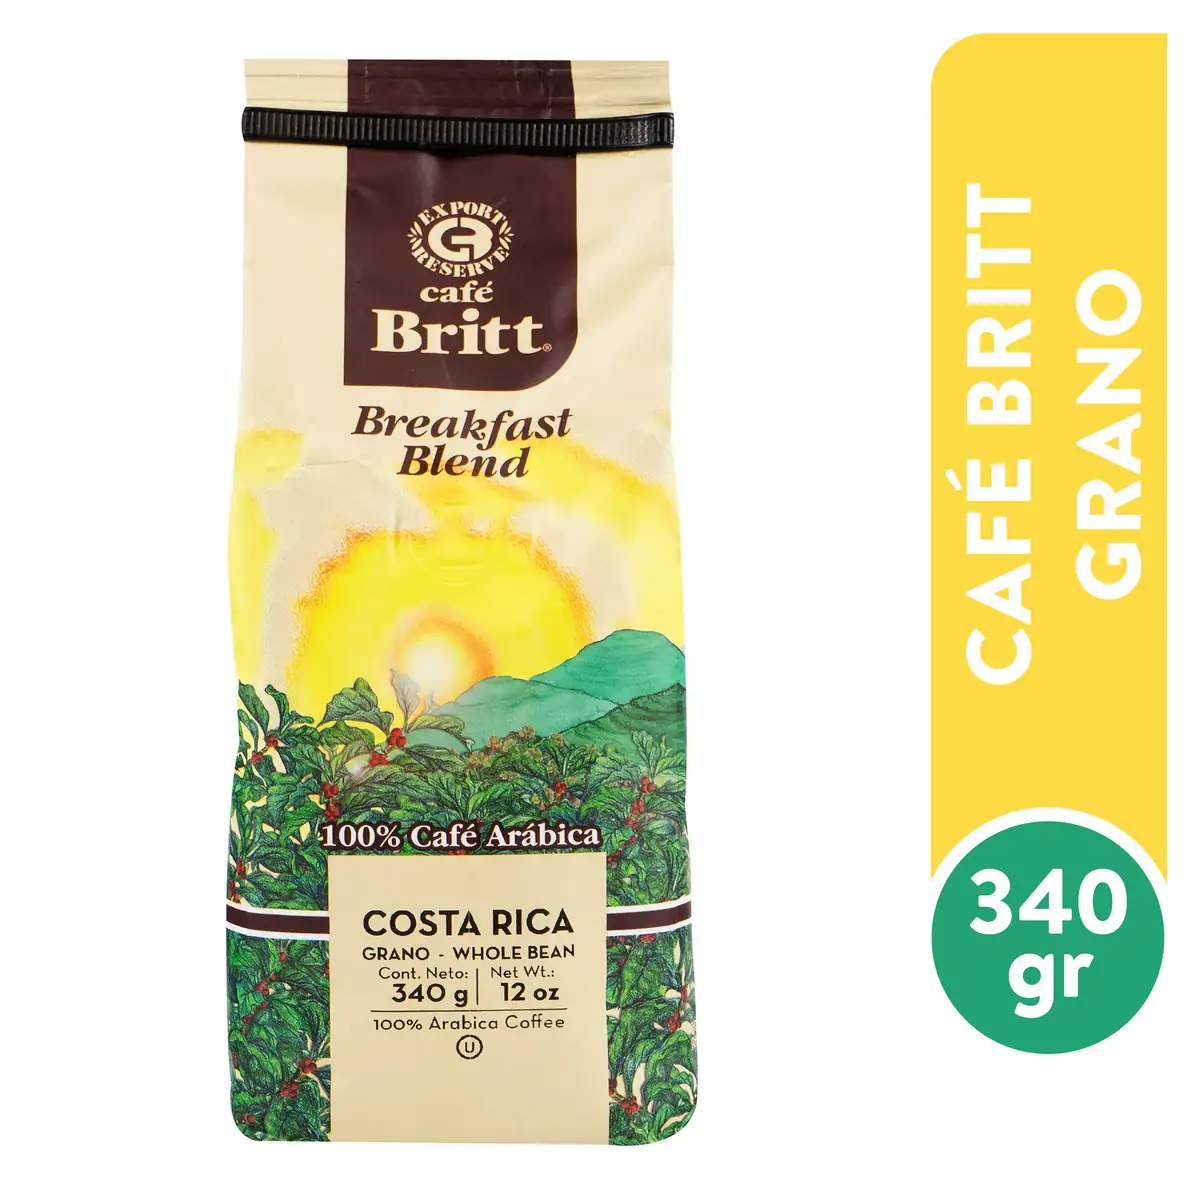 EXPORT
GB
RESERVE
café
Britt®
Breakfast
Blend
100% Café Arábica
COSTA RICA
GRANO - WHOLE BEAN
Cont. Neto: | Net Wt.:
340 g | 12 oz
100% Arabica Coffee
U
CAFÉ BRITT
GRANO
340
gr